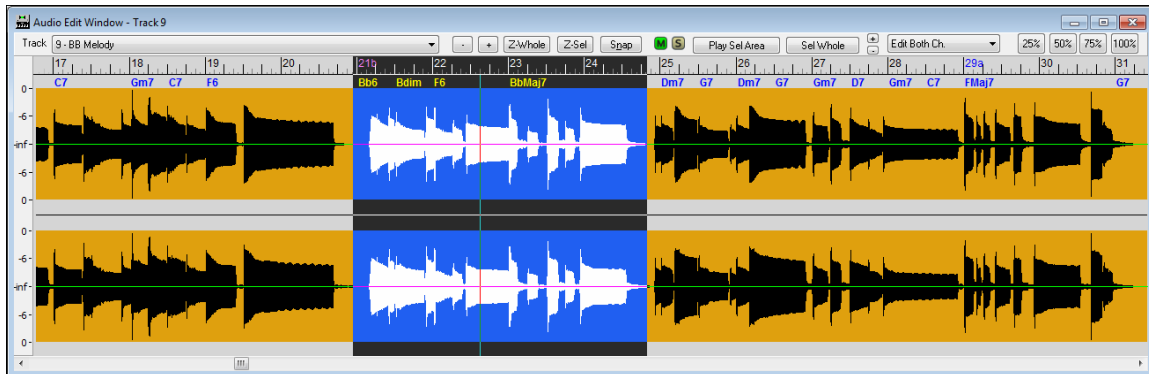 Audio Edit Window - Track 9
Track 9 - BB Melody - + Z-Whole Z-Sel Snap M S Play Sel Area Sel Whole + - Edit Both Ch. 25% 50% 75% 100%
17 18 19 20 21b 22 23 24 25 26 27 28 29a 30 31
C7 Gm7 C7 F6 Bb6 Bdim F6 BbMaj7 Dm7 G7 Dm7 G7 Gm7 D7 Gm7 C7 FMaj7 G7
0-
-6-
-inf-
-6-
0-
0-
-6-
-inf-
-6-
0-